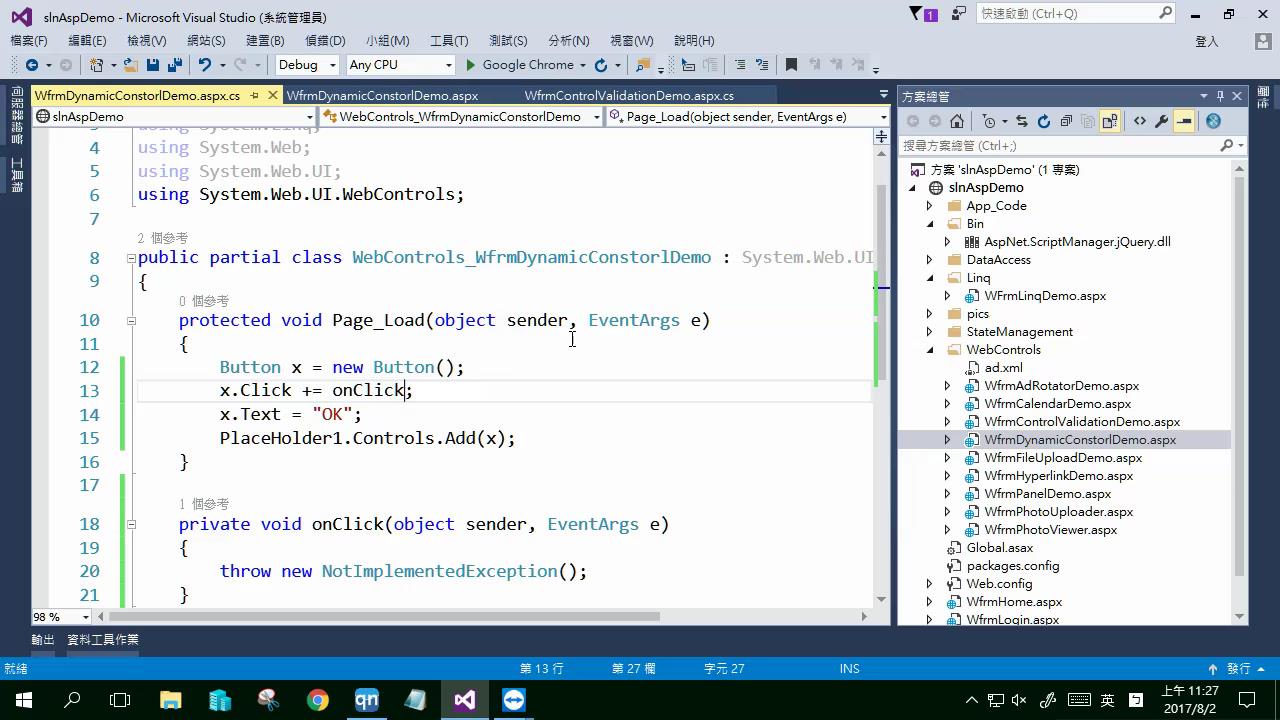 slnAspDemo - Microsoft Visual Studio (系統管理員)
1
快速啟動 (Ctrl+Q)
檔案(F) 編輯(E) 檢視(V) 網站(S) 建置(B) 偵錯(D) 小組(M) 工具(T) 測試(S) 分析(N) 視窗(W) 說明(H)
登入
Debug Any CPU Google Chrome
伺服器總管
工具箱
WfrmDynamicConstorlDemo.aspx.cs WfrmDynamicConstorlDemo.aspx WfrmControlValidationDemo.aspx.cs
slnAspDemo WebControls_WfrmDynamicConstorlDemo Page_Load(object sender, EventArgs e)
3 using System.Linq;
4 using System.Web;
5 using System.Web.UI;
6 using System.Web.UI.WebControls;
7
2 個參考
8 public partial class WebControls_WfrmDynamicConstorlDemo : System.Web.UI
9 {
0 個參考
10 protected void Page_Load(object sender, EventArgs e)
11 {
12 Button x = new Button();
13 x.Click += onClick;
14 x.Text = "OK";
15 PlaceHolder1.Controls.Add(x);
16 }
17
1 個參考
18 private void onClick(object sender, EventArgs e)
19 {
20 throw new NotImplementedException();
21 }
98 %
方案總管
搜尋方案總管 (Ctrl+;)
方案 'slnAspDemo' (1 專案)
slnAspDemo
App_Code
Bin
AspNet.ScriptManager.jQuery.dll
DataAccess
Linq
WFrmLinqDemo.aspx
pics
StateManagement
WebControls
ad.xml
WfrmAdRotatorDemo.aspx
WfrmCalendarDemo.aspx
WfrmControlValidationDemo.aspx
WfrmDynamicConstorlDemo.aspx
WfrmFileUploadDemo.aspx
WfrmHyperlinkDemo.aspx
WfrmPanelDemo.aspx
WfrmPhotoUploader.aspx
WfrmPhotoViewer.aspx
Global.asax
packages.config
Web.config
WfrmHome.aspx
WfrmLogin.aspx
輸出 資料工具作業
就緒 第 13 行 第 27 欄 字元 27 INS 發行
qn
英
上午 11:27
2017/8/2